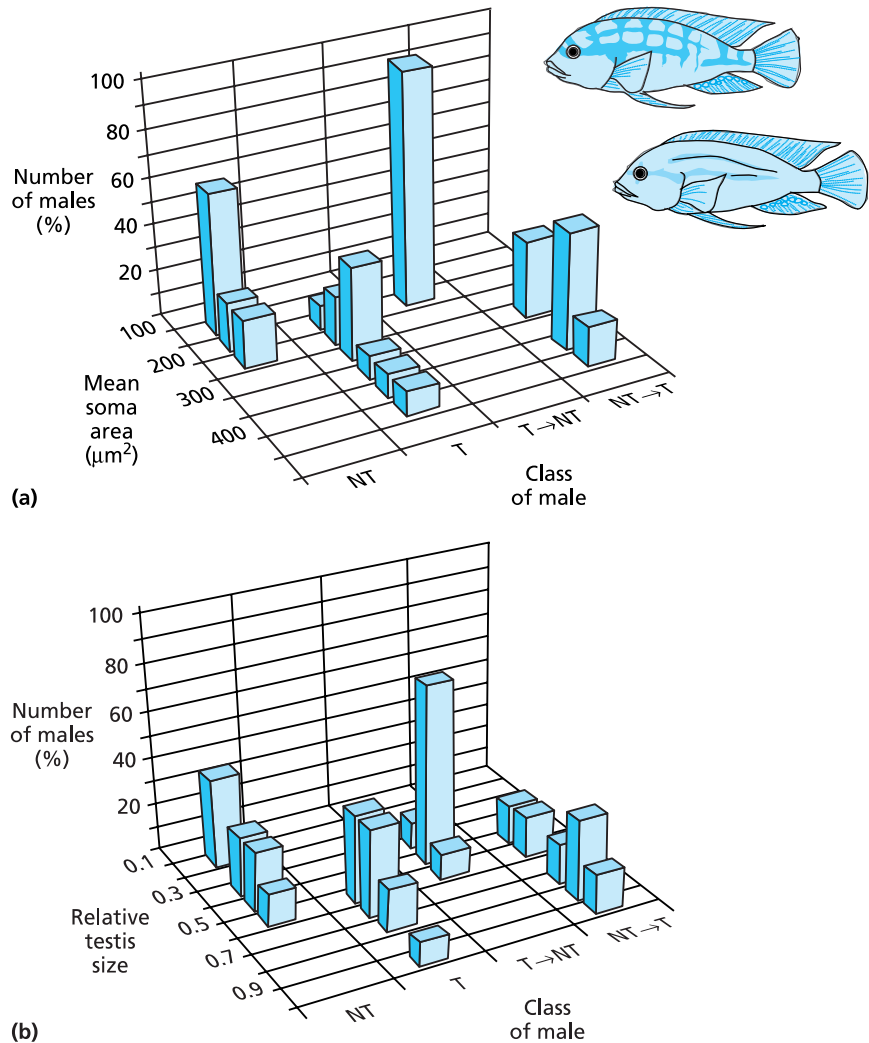 100
80
60
40
20
Number
of males
(%)
100
200
300
400
Mean
soma
area
(μm²)
NT
T
T→NT
NT→T
Class
of male
(a)
100
80
60
40
20
Number
of males
(%)
0.1
0.3
0.5
0.7
0.9
Relative
testis
size
NT
T
T→NT
NT→T
Class
of male
(b)